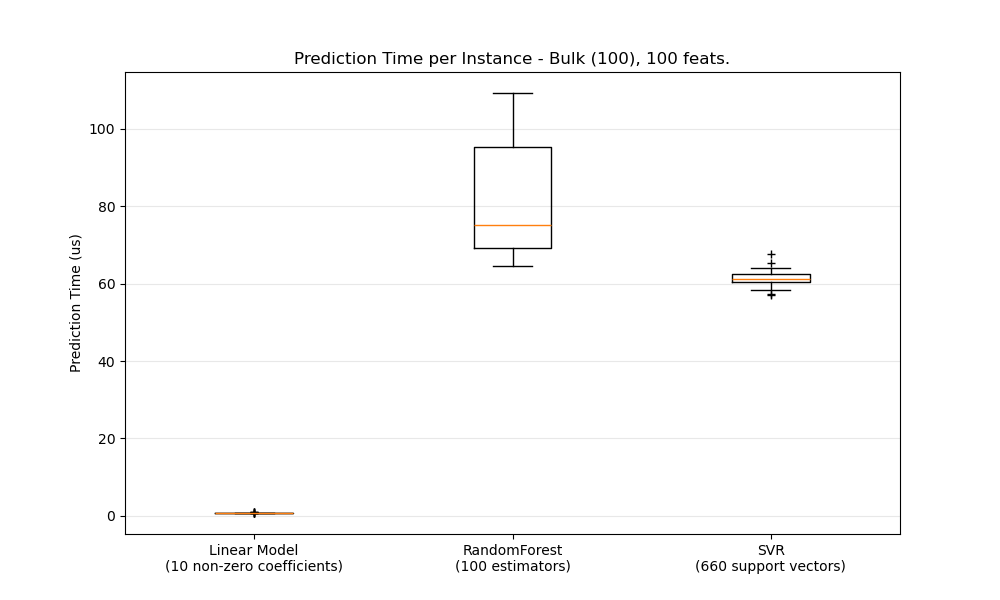 Prediction Time per Instance - Bulk (100), 100 feats.
Prediction Time (us)
100
80
60
40
20
0
Linear Model
(10 non-zero coefficients)
RandomForest
(100 estimators)
SVR
(660 support vectors)